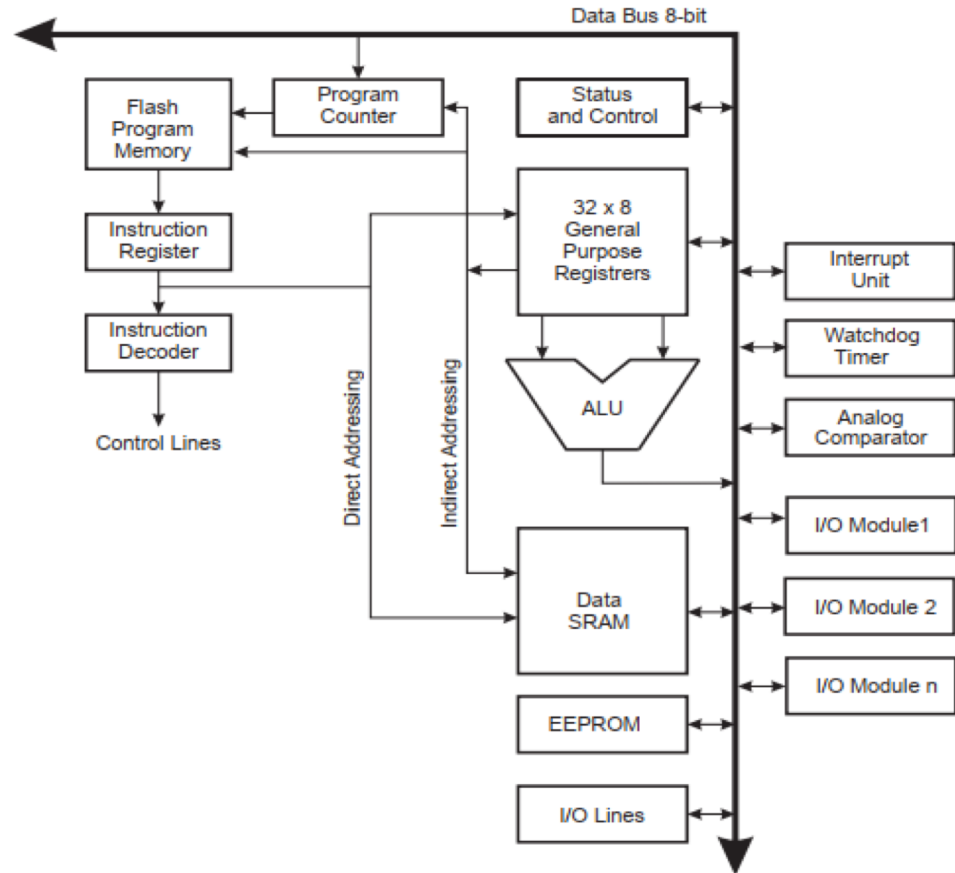 Data Bus 8-bit
Flash
Program
Memory
Program
Counter
Status
and Control
Instruction
Register
32 x 8
General
Purpose
Registrers
Interrupt
Unit
Instruction
Decoder
Watchdog
Timer
Control Lines
Direct Addressing
Indirect Addressing
ALU
Analog
Comparator
I/O Module1
Data
SRAM
I/O Module 2
I/O Module n
EEPROM
I/O Lines